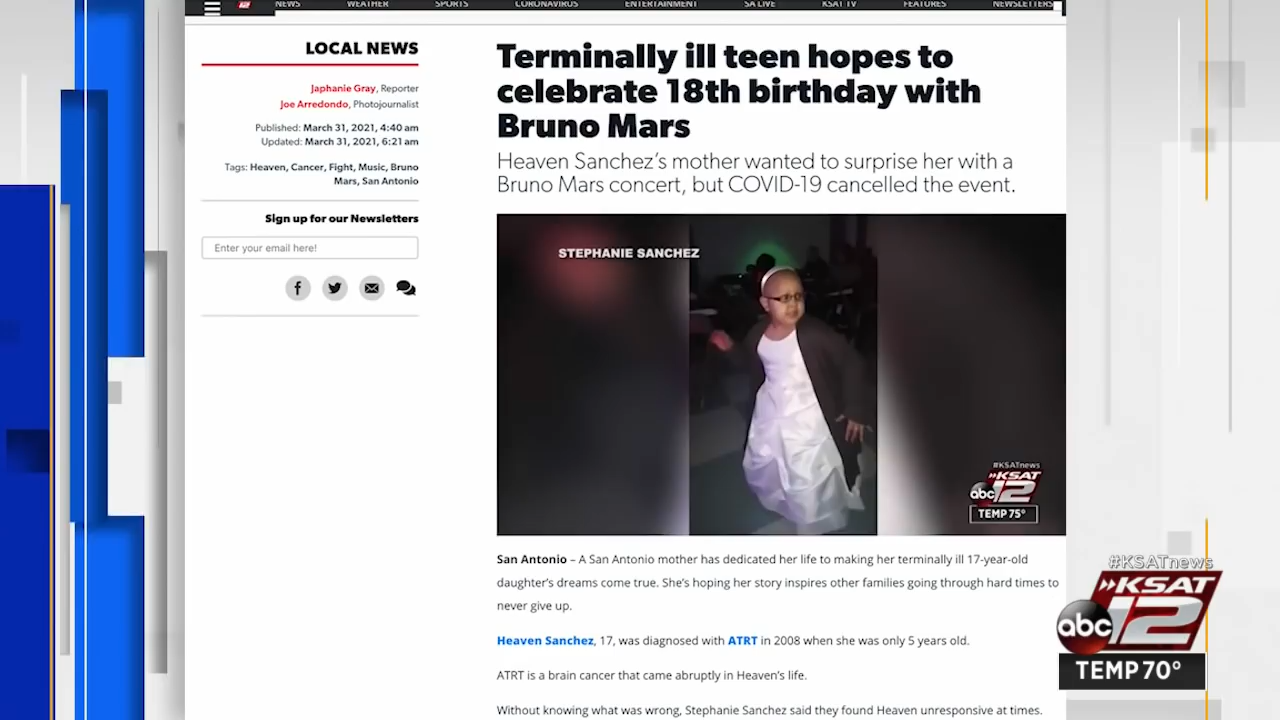 NEWS WEATHER SPORTS CORONAVIRUS ENTERTAINMENT SA LIVE KSAT TV FEATURES NEWSLETTERS
LOCAL NEWS
Japhanie Gray, Reporter
Joe Arredondo, Photojournalist
Published: March 31, 2021, 4:40 am
Updated: March 31, 2021, 6:21 am
Tags: Heaven, Cancer, Fight, Music, Bruno
Mars, San Antonio
Sign up for our Newsletters
Enter your email here!
Terminally ill teen hopes to
celebrate 18th birthday with
Bruno Mars
Heaven Sanchez's mother wanted to surprise her with a
Bruno Mars concert, but COVID-19 cancelled the event.
STEPHANIE SANCHEZ
#KSATnews
KSAT
abc 12
TEMP 75°
San Antonio – A San Antonio mother has dedicated her life to making her terminally ill 17-year-old
daughter's dreams come true. She's hoping her story inspires other families going through hard times to
never give up.
Heaven Sanchez, 17, was diagnosed with ATRT in 2008 when she was only 5 years old.
ATRT is a brain cancer that came abruptly in Heaven's life.
Without knowing what was wrong, Stephanie Sanchez said they found Heaven unresponsive at times.
#KSATnews
KSAT
abc 12
TEMP 70°